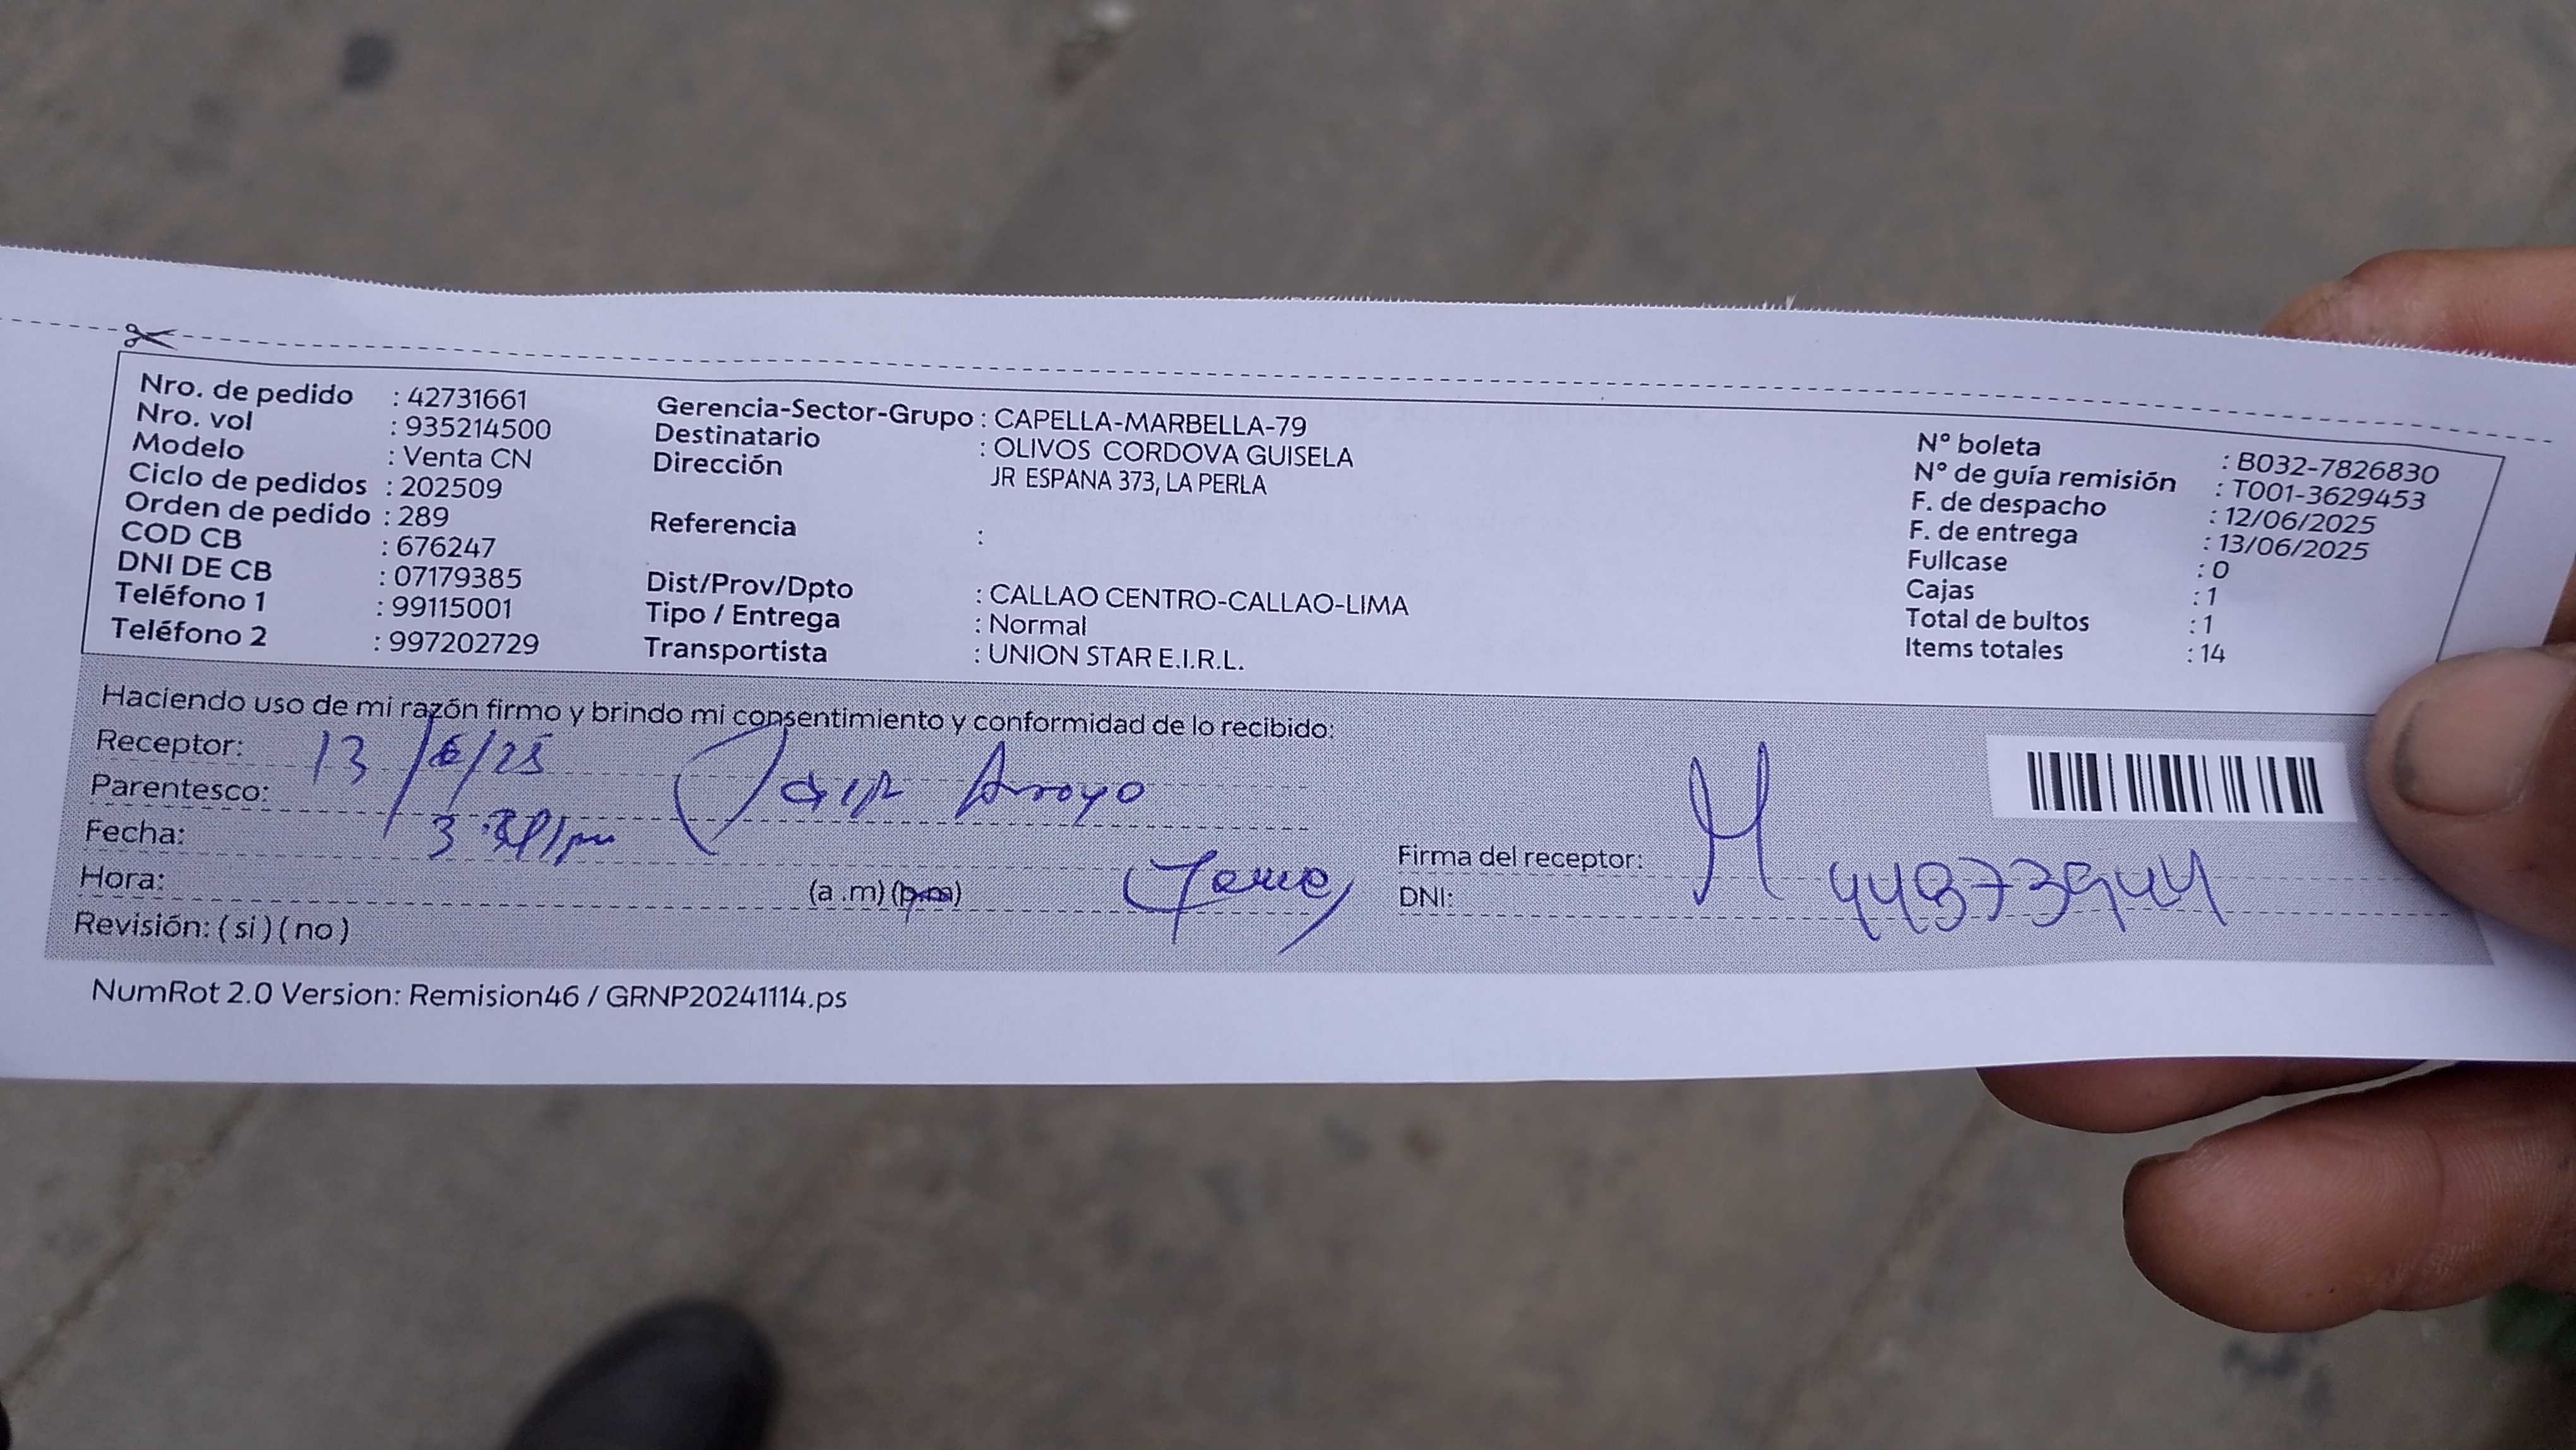 Nro. de pedido : 42731661
Nro. vol : 935214500
Modelo : Venta CN
Ciclo de pedidos : 202509
Orden de pedido : 289
COD CB : 676247
DNI DE CB : 07179385
Teléfono 1 : 99115001
Teléfono 2 : 997202729
Gerencia-Sector-Grupo : CAPELLA-MARBELLA-79
Destinatario : OLIVOS CORDOVA GUISELA
Dirección JR ESPANA 373, LA PERLA
Referencia :
Dist/Prov/Dpto : CALLAO CENTRO-CALLAO-LIMA
Tipo / Entrega : Normal
Transportista : UNION STAR E.I.R.L.
N° boleta : B032-7826830
N° de guía remisión : T001-3629453
F. de despacho : 12/06/2025
F. de entrega : 13/06/2025
Fullcase : 0
Cajas : 1
Total de bultos : 1
Items totales : 14
Haciendo uso de mi razón firmo y brindo mi consentimiento y conformidad de lo recibido:
Receptor: 13/6/25
Parentesco: Arroyo
Fecha:
Hora: (a .m) (p.m)
Revisión: ( si ) ( no )
Firma del receptor:
DNI:
NumRot 2.0 Version: Remision46 / GRNP20241114.ps